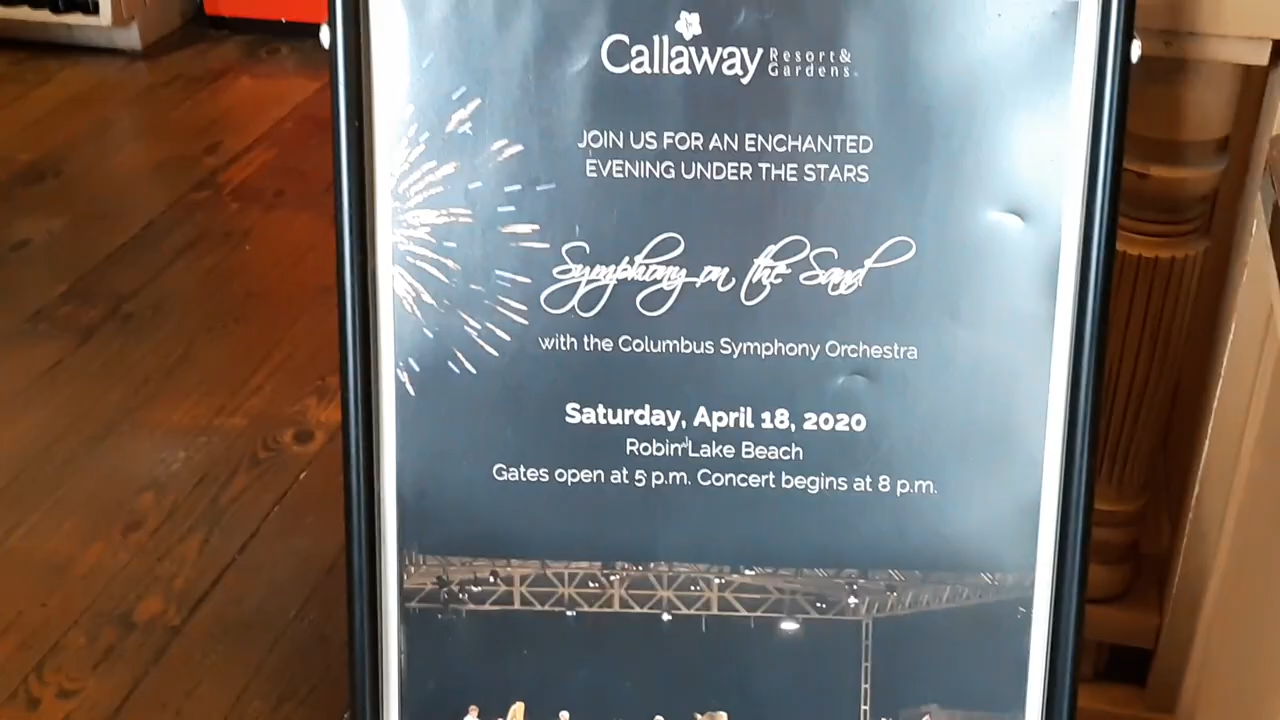 Callaway Resort & Gardens
JOIN US FOR AN ENCHANTED
EVENING UNDER THE STARS
Symphony on the Sand
with the Columbus Symphony Orchestra
Saturday, April 18, 2020
Robin Lake Beach
Gates open at 5 p.m. Concert begins at 8 p.m.